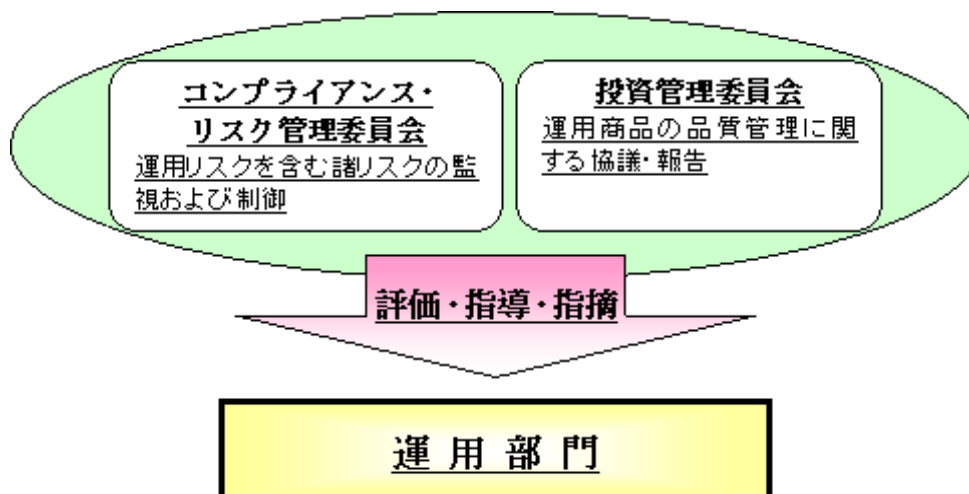 コンプライアンス・
リスク管理委員会
運用リスクを含む諸リスクの監
視および制御
投資管理委員会
運用商品の品質管理に関
する協議・報告
評価・指導・指摘
運用部門